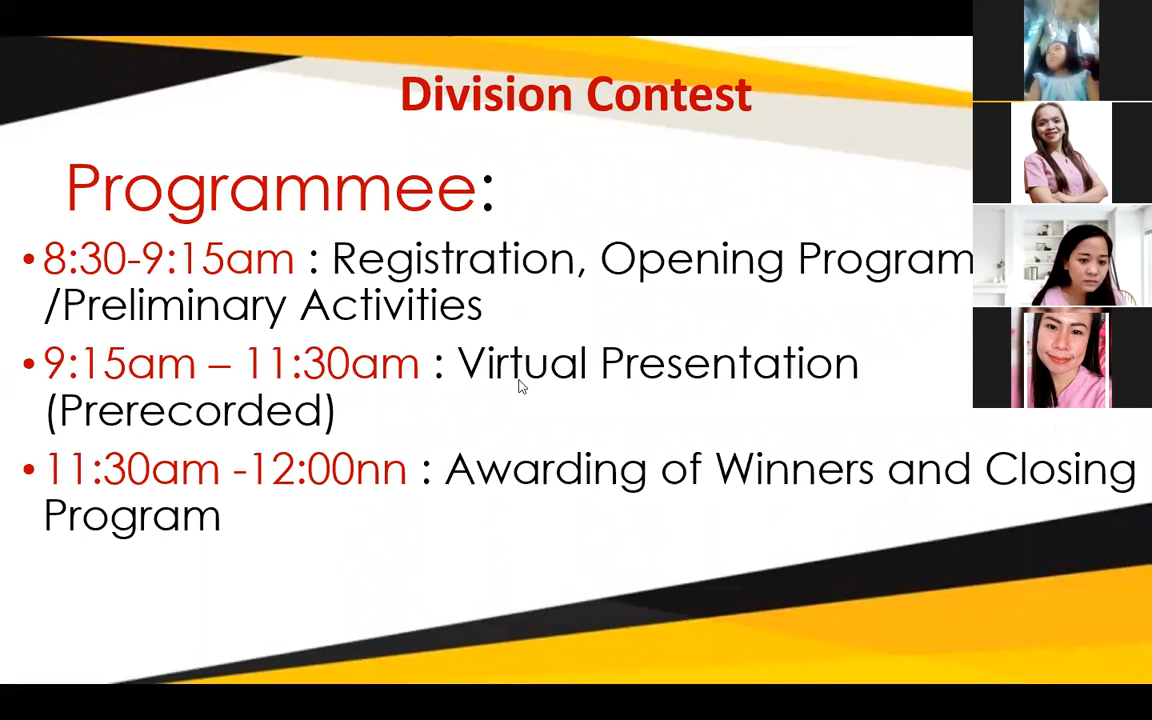 Division Contest
Programmee:
•8:30-9:15am : Registration, Opening Program
/Preliminary Activities
•9:15am – 11:30am : Virtual Presentation
(Prerecorded)
•11:30am -12:00nn : Awarding of Winners and Closing
Program